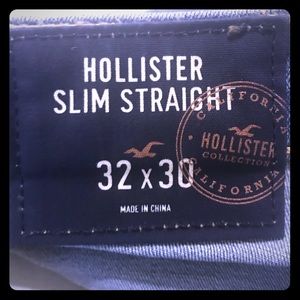 HOLLISTER
SLIM STRAIGHT
32 x 30
MADE IN CHINA
CALIFORNIA
HOLLISTER
COLLECTION
CALIFORNIA